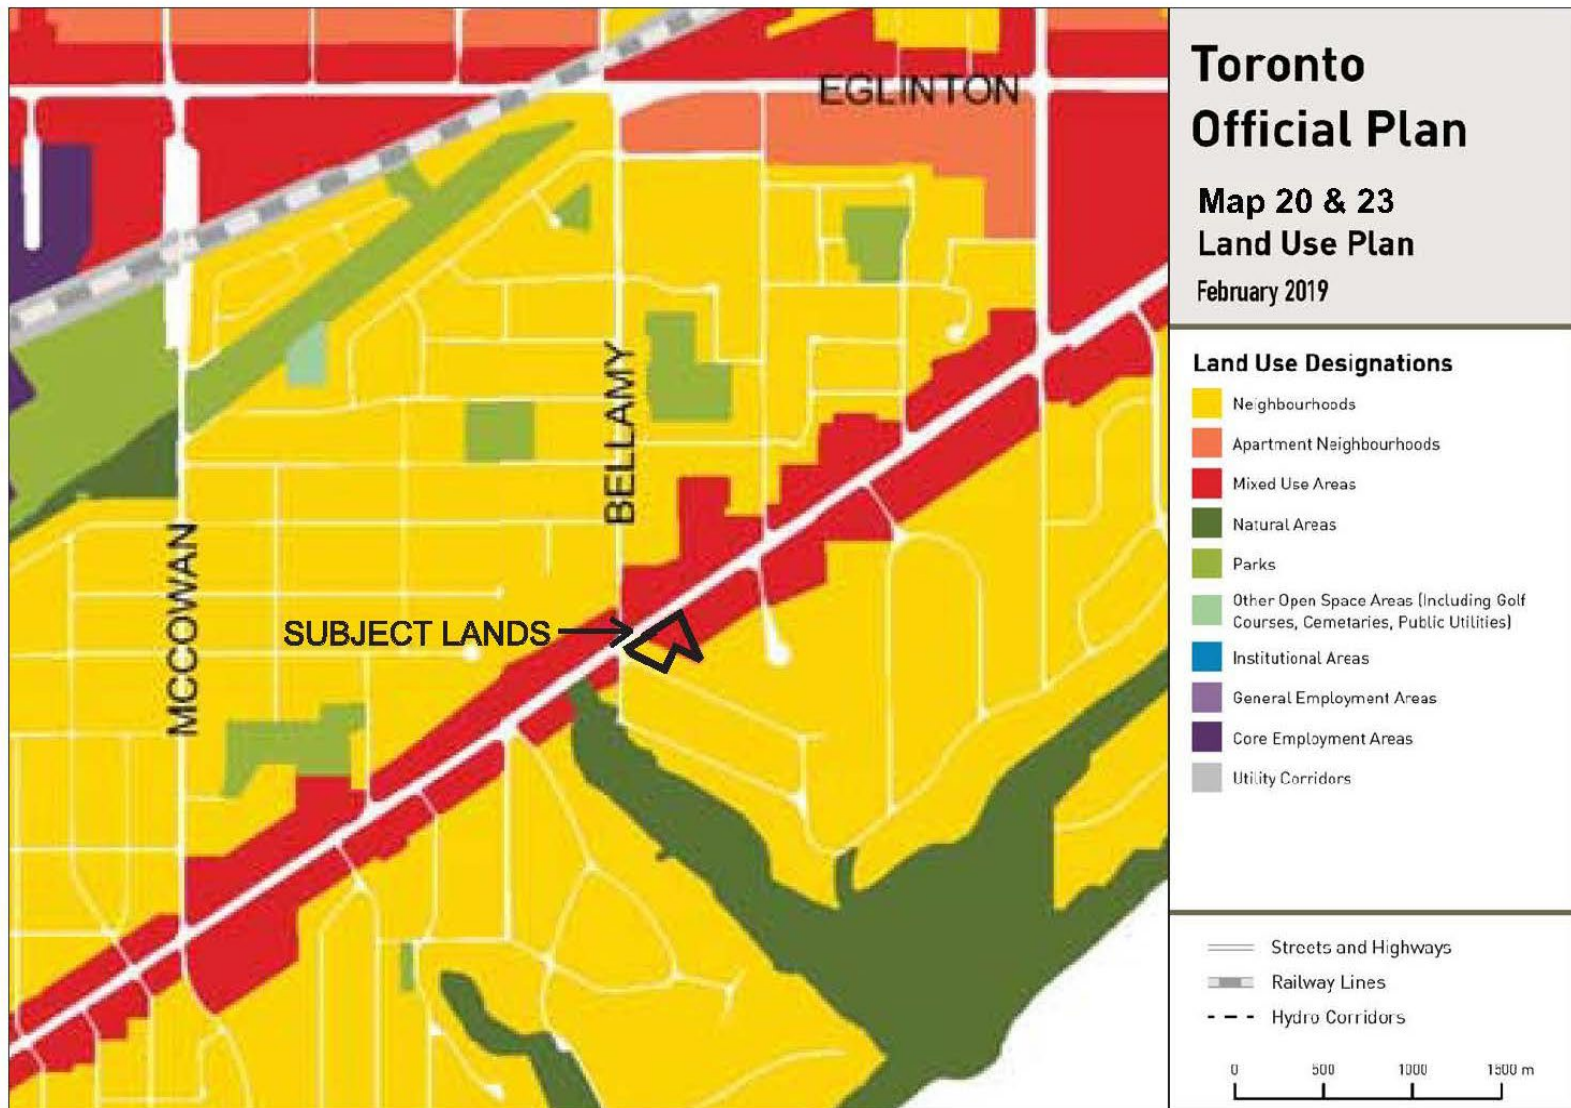 EGLINTON
BELLAMY
MCCOWAN
SUBJECT LANDS
Toronto
Official Plan
Map 20 & 23
Land Use Plan
February 2019
Land Use Designations
Neighbourhoods
Apartment Neighbourhoods
Mixed Use Areas
Natural Areas
Parks
Other Open Space Areas (Including Golf
Courses, Cemetaries, Public Utilities)
Institutional Areas
General Employment Areas
Core Employment Areas
Utility Corridors
Streets and Highways
Railway Lines
Hydro Corridors
0 500 1000 1500 m